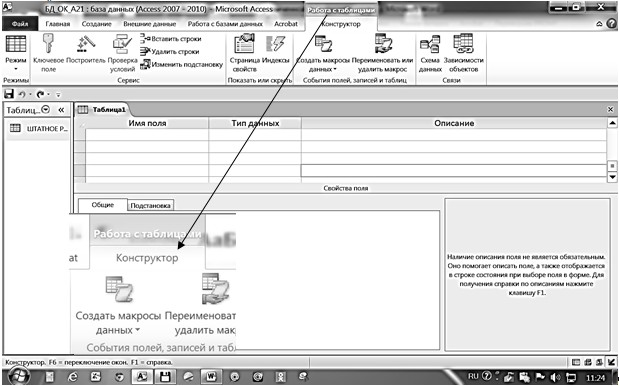 БД_ОК_А21 : база данных (Access 2007 - 2010) - Microsoft Access
Работа с таблицами
Файл Главная Создание Внешние данные Работа с базами данных Acrobat Конструктор
Режим
Ключевое поле
Построитель
Проверка условий
Вставить строки
Удалить строки
Изменить подстановку
Страница свойств
Индексы
Создать макросы данных
Переименовать или удалить макрос
Схема данных
Зависимости объектов
Режимы Сервис Показать или скрыть События полей, записей и таблиц Связи
Таблиц...
ШТАТНОЕ Р...
Таблица1
Имя поля Тип данных Описание
Свойства поля
Общие Подстановка
Работа с таблицами
at Конструктор
Создать макросы Переименоват
данных удалить мак
События полей, записей и табл
Наличие описания поля не является обязательным.
Оно помогает описать поле, а также отображается
в строке состояния при выборе поля в форме. Для
получения справки по описаниям нажмите
клавишу F1.
Конструктор. F6 = переключение окон. F1 = справка.
RU 11:24